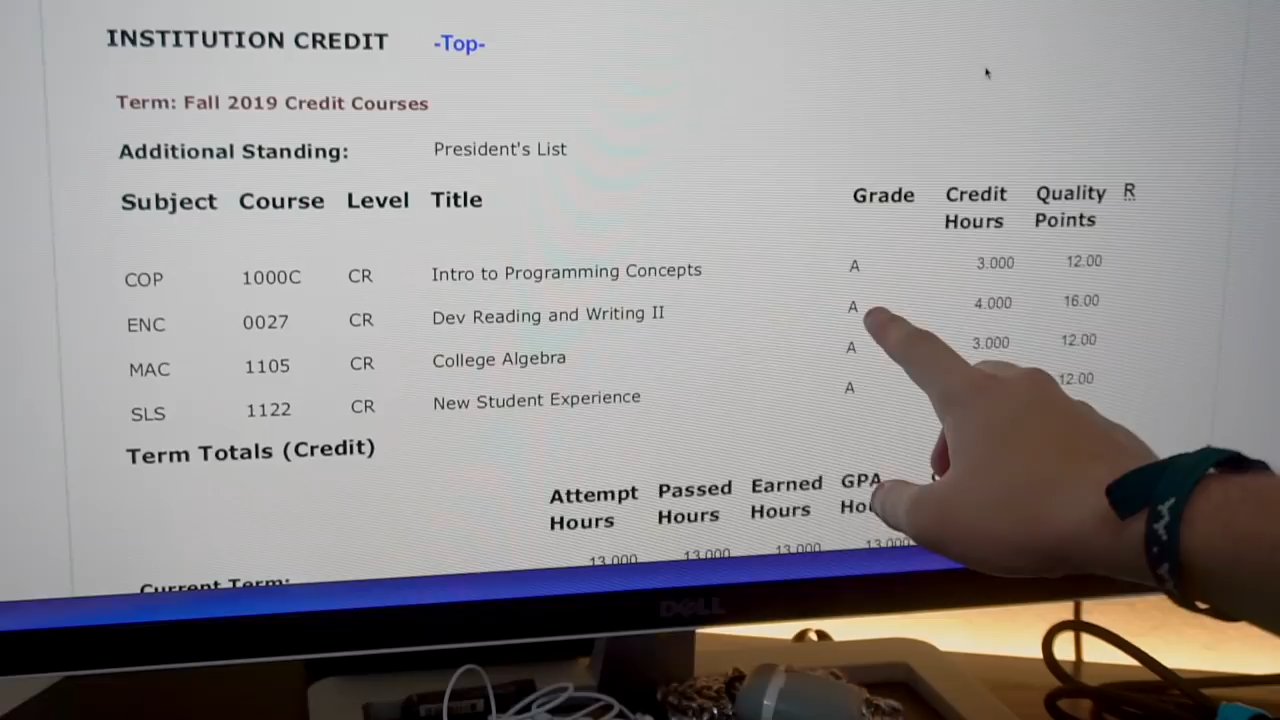 INSTITUTION CREDIT -Top-
Term: Fall 2019 Credit Courses
Additional Standing: President's List
Subject Course Level Title Grade Credit Hours Quality Points R
COP 1000C CR Intro to Programming Concepts A 3.000 12.00
ENC 0027 CR Dev Reading and Writing II A 4.000 16.00
MAC 1105 CR College Algebra A 3.000 12.00
SLS 1122 CR New Student Experience A 12.00
Term Totals (Credit)
Attempt Hours Passed Hours Earned Hours GPA
13.000 13.000 13.000 13.000
Current Term:
DELL